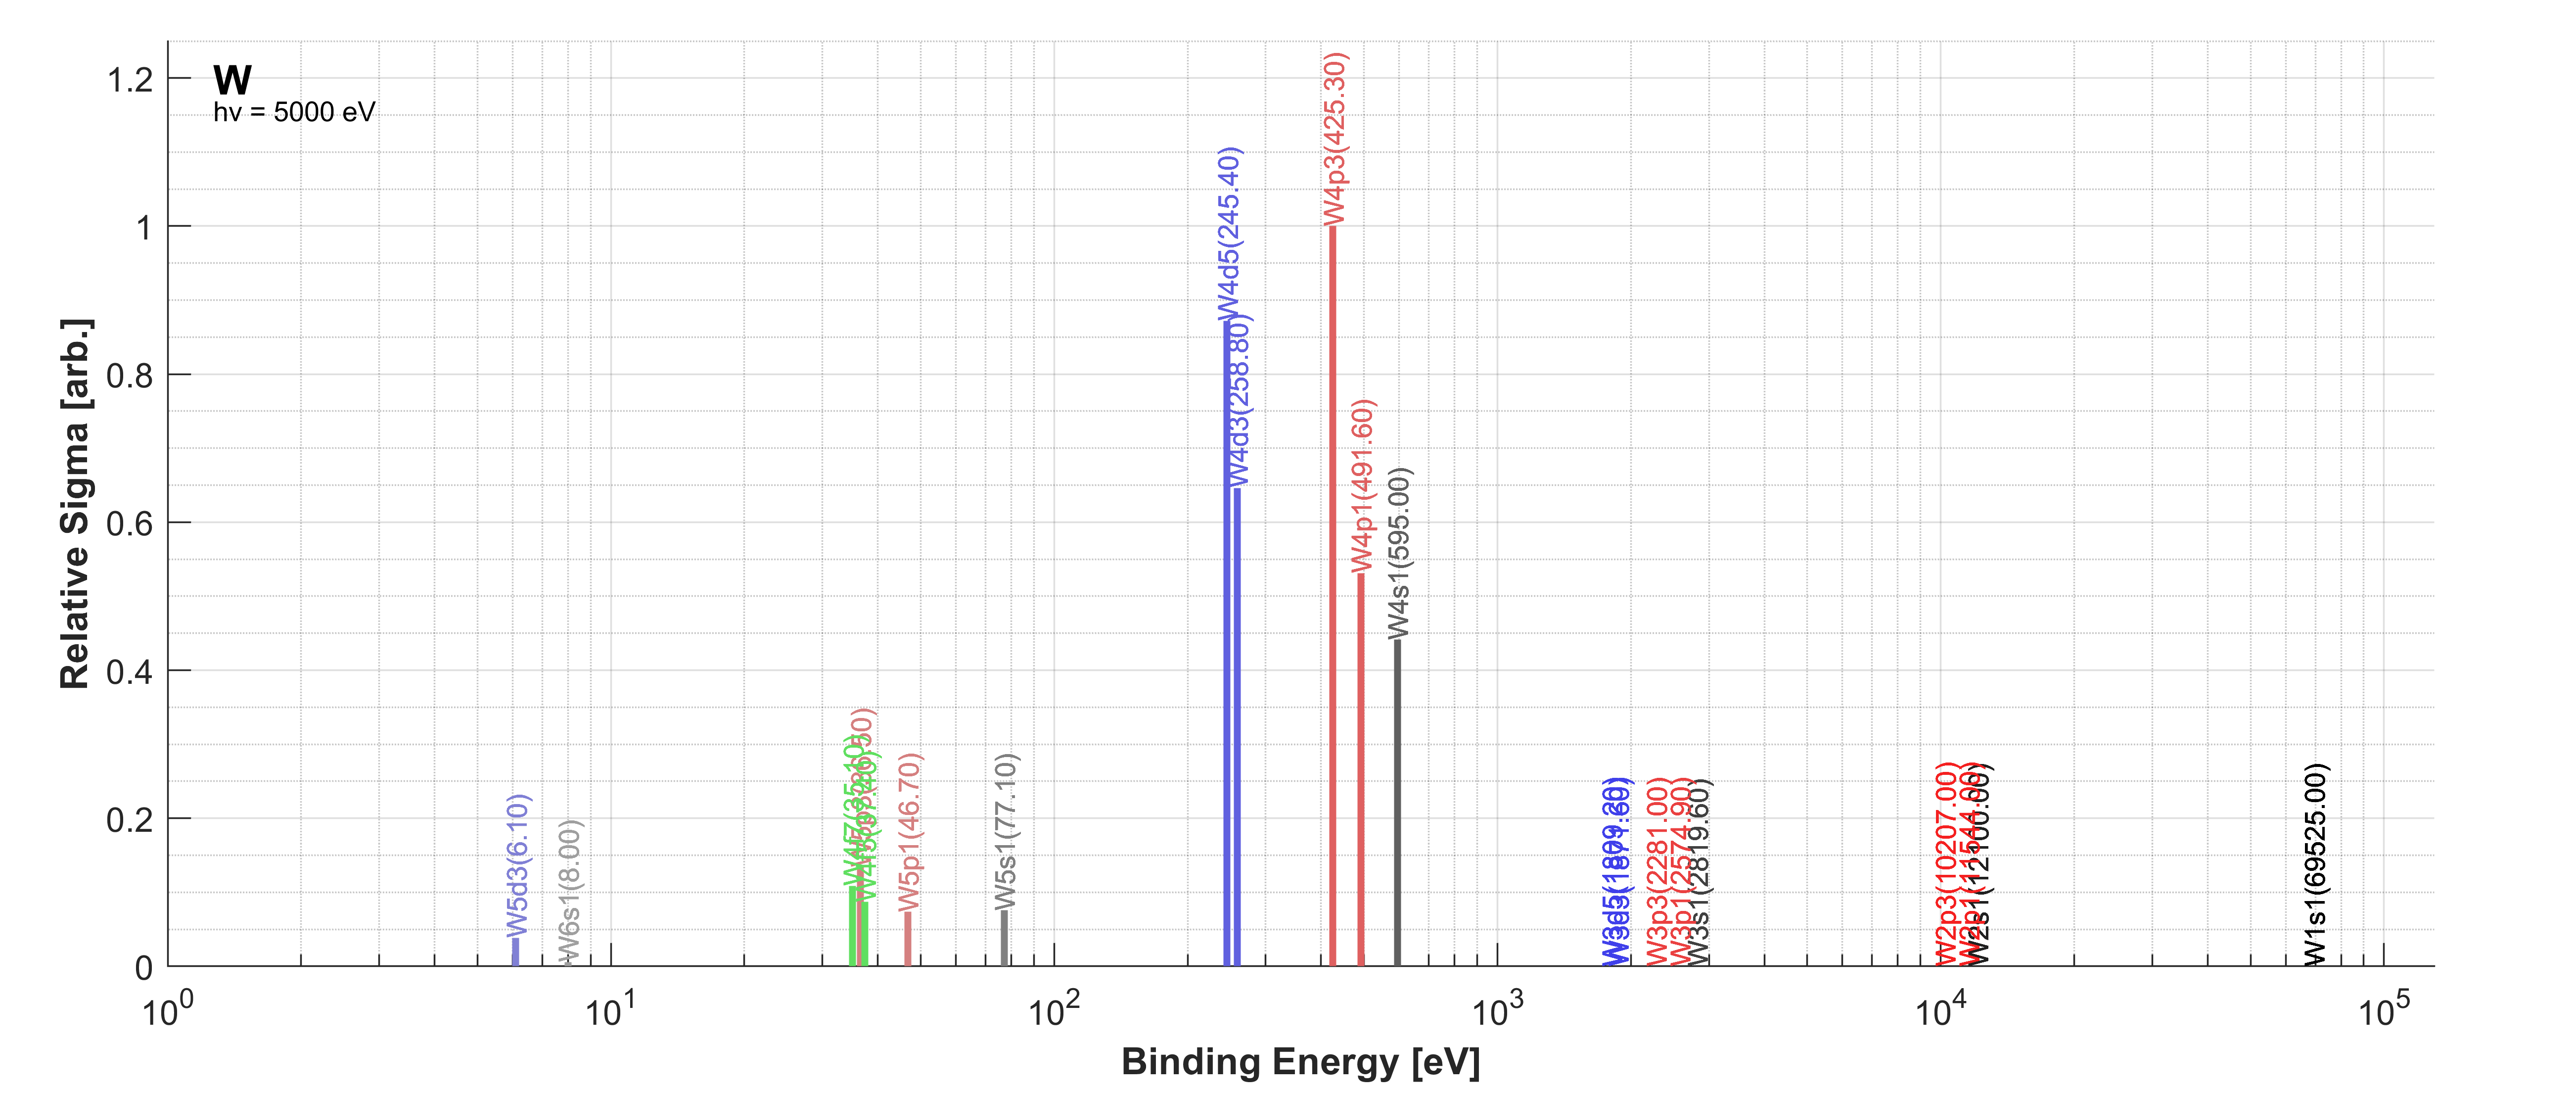 W
hv = 5000 eV
Relative Sigma [arb.]
1.2
1
0.8
0.6
0.4
0.2
0
W5d3(6.10)
W6s1(8.00)
W5p1(46.70)
W5s1(77.10)
W4d5(245.40)
W4d3(258.80)
W4p3(425.30)
W4p1(491.60)
W4s1(595.00)
W3p3(2281.00)
W3p1(2574.90)
W3s1(2819.60)
W2p3(10207.00)
W2s1(12100.00)
W1s1(69525.00)
10^0
10^1
10^2
10^3
10^4
10^5
Binding Energy [eV]